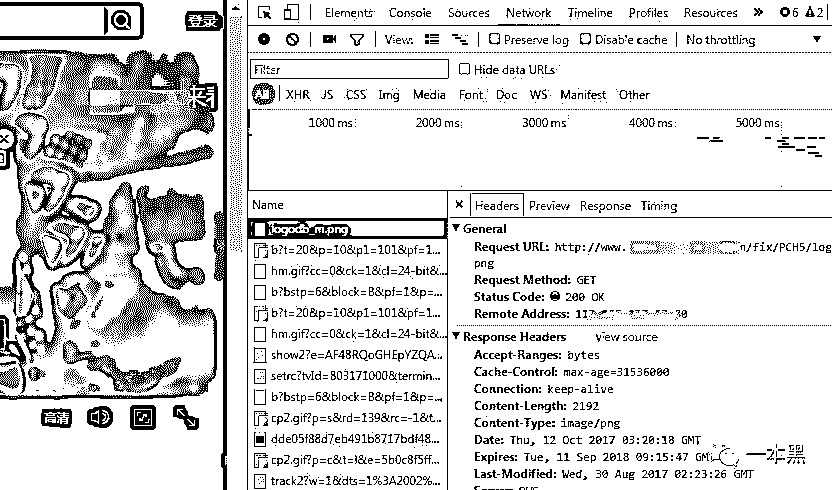 登录
Elements Console Sources Network Timeline Profiles Resources » 6 2
View: Preserve log Disable cache No throttling
Filter Hide data URLs
All XHR JS CSS Img Media Font Doc WS Manifest Other
1000 ms 2000 ms 3000 ms 4000 ms 5000 ms
Name
× Headers Preview Response Timing
logodb_m.png
b?t=20&p=10&p1=101&pf=1...
hm.gif?cc=0&ck=1&cl=24-bit&...
b?bstp=6&block=B&pf=1&p=...
b?t=20&p=10&p1=101&pf=1...
hm.gif?cc=0&ck=1&cl=24-bit&...
show2?e=AF48RQoGHEpYZQA...
setrc?tvId=803171000&termin...
b?bstp=6&block=B&pf=1&p=...
cp2.gif?p=s&rd=139&rc=-1&t...
dde05f88d7eb491b8717bdf48...
cp2.gif?p=c&t=l&e=5b0c8f5ff...
track2?w=1&dts=1%3A2002%...
General
Request URL: http://www. n/fix/PCH5/log
png
Request Method: GET
Status Code: 200 OK
Remote Address: 11 30
Response Headers view source
Accept-Ranges: bytes
Cache-Control: max-age=31536000
Connection: keep-alive
Content-Length: 2192
Content-Type: image/png
Date: Thu, 12 Oct 2017 03:20:18 GMT
Expires: Tue, 11 Sep 2018 09:15:47 GMT
Last-Modified: Wed, 30 Aug 2017 02:23:26 GMT
高清
一本黑